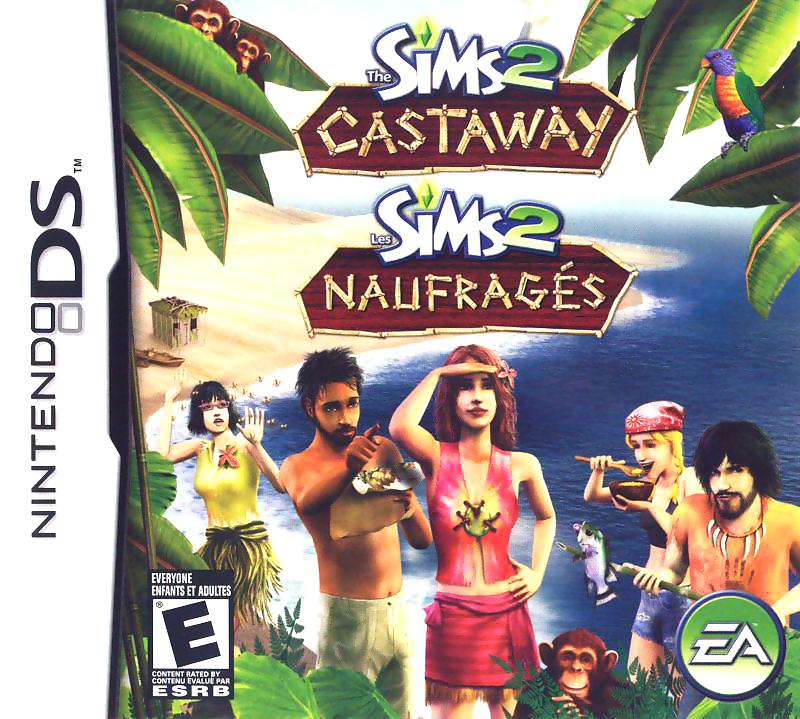 The SiMS 2
CASTAWAY
Les SiMS 2
NAUFRAGÉS
NINTENDO DS™
EVERYONE
ENFANTS ET ADULTES
E®
CONTENT RATED BY
CONTENU ÉVALUÉ PAR
ESRB
EA